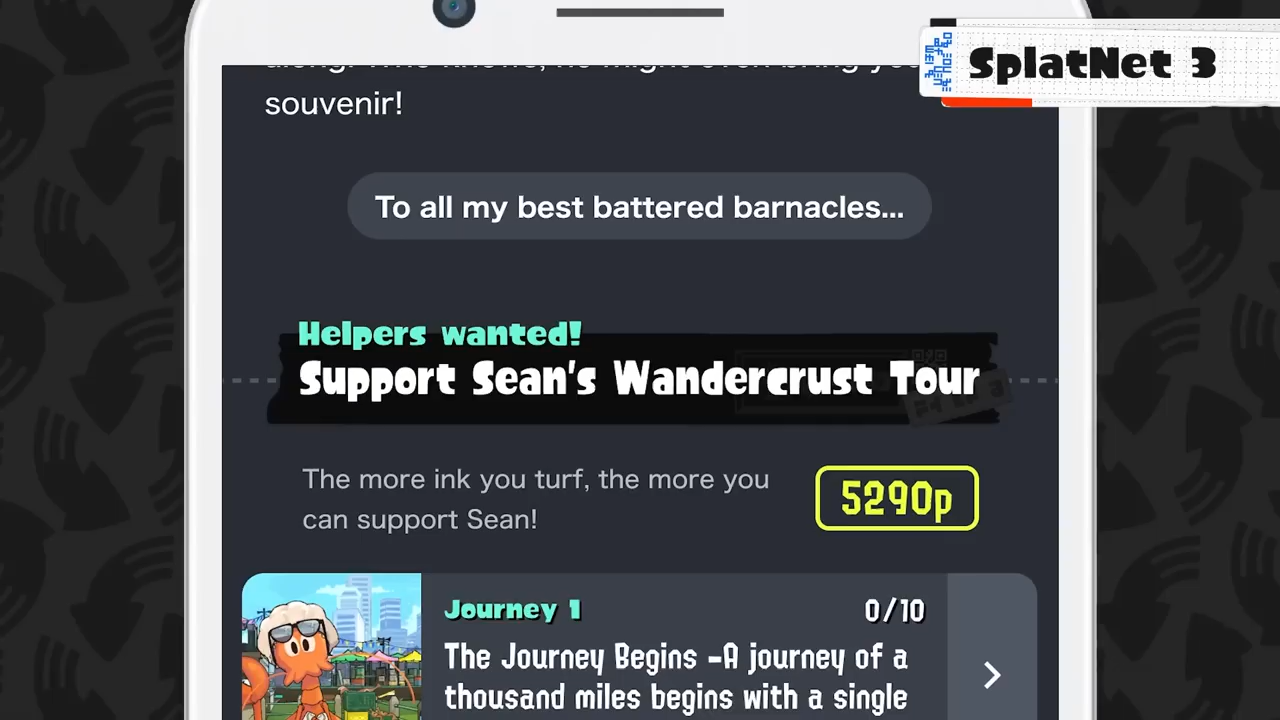 SplatNet 3
souvenir!
To all my best battered barnacles...
Helpers wanted!
Support Sean's Wandercrust Tour
The more ink you turf, the more you
can support Sean!
5290p
Journey 1
0/10
The Journey Begins -A journey of a
thousand miles begins with a single